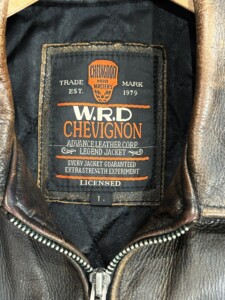 CHEVIGNON
TRADE MARK
EST. 1979
W.R.D
CHEVIGNON
ADVANCE LEATHER CORP.
LEGEND JACKET
EVERY JACKET GUARANTEED
EXTRA STRENGTH EXPERIMENT
LICENSED
L